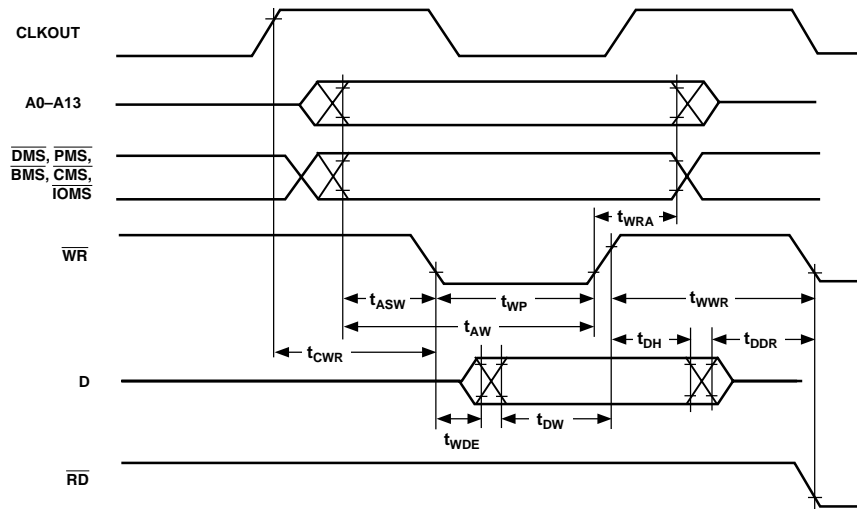 CLKOUT
A0–A13
DMS, PMS,
BMS, CMS,
IOMS
tWRA
WR
tASW
tWP
tWWR
tAW
tCWR
tDH
tDDR
D
tWDE
tDW
RD